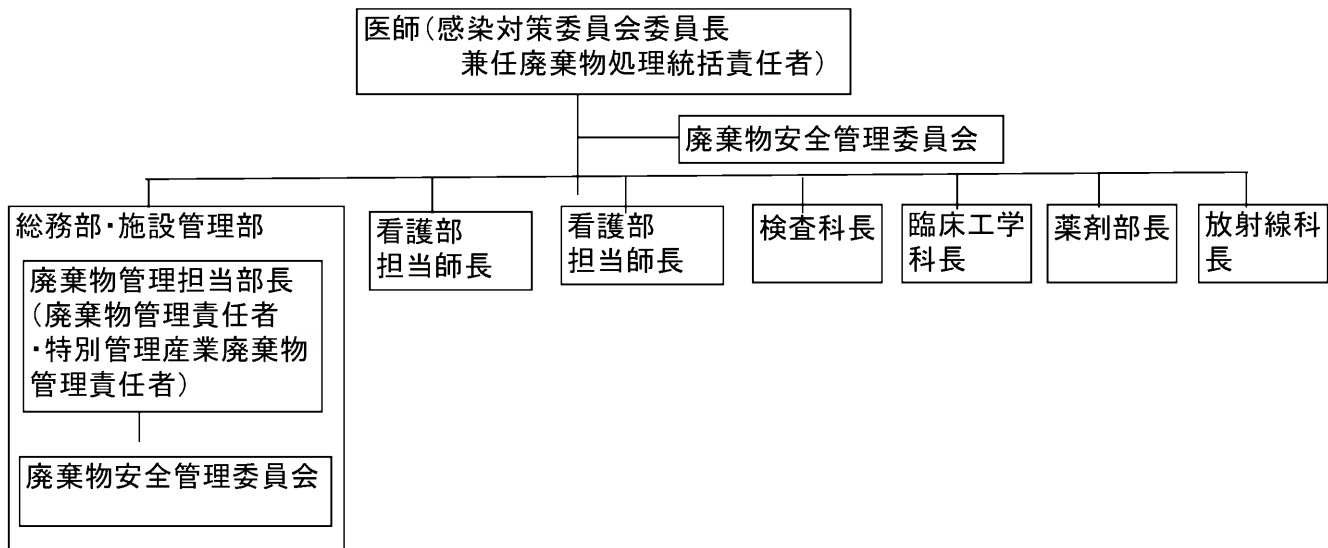 医師（感染対策委員会委員長
兼任廃棄物処理統括責任者）
廃棄物安全管理委員会
総務部・施設管理部
廃棄物管理担当部長
（廃棄物管理責任者
・特別管理産業廃棄物
管理責任者）
廃棄物安全管理委員会
看護部
担当師長
看護部
担当師長
検査科長
臨床工学
科長
薬剤部長
放射線科
長